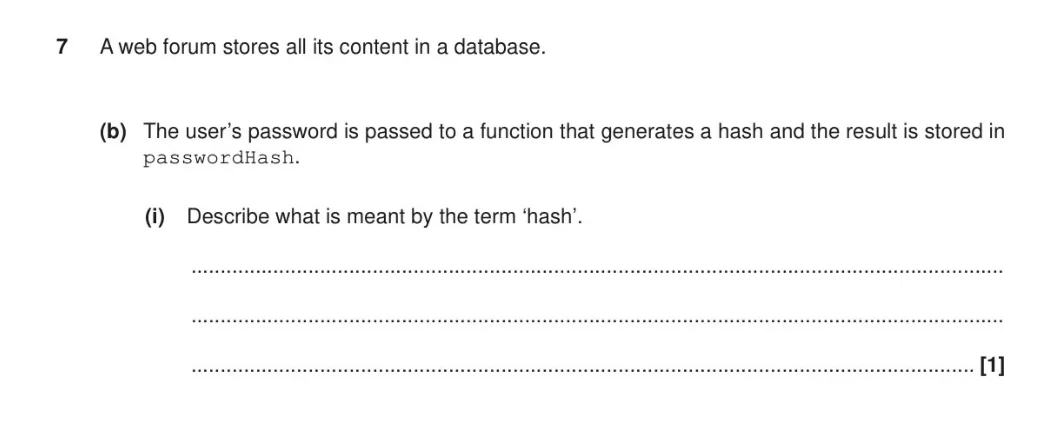 7 A web forum stores all its content in a database.
(b) The user's password is passed to a function that generates a hash and the result is stored in
passwordHash.
(i) Describe what is meant by the term ‘hash’.
...................................................................................................................................
...................................................................................................................................
.............................................................................................................................. [1]